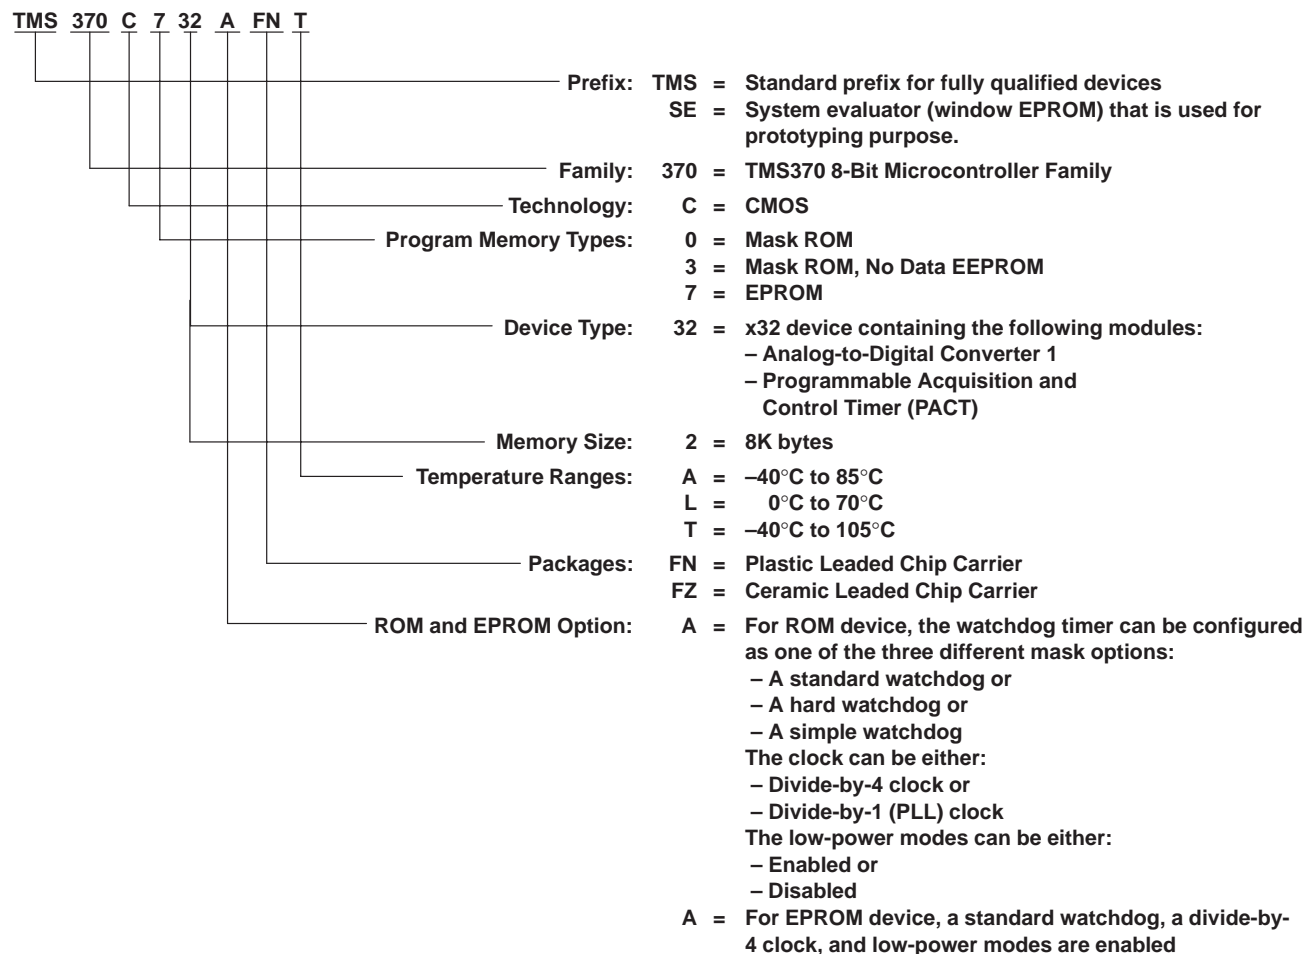 TMS 370 C 7 32 A FN T
Prefix: TMS = Standard prefix for fully qualified devices
SE = System evaluator (window EPROM) that is used for
prototyping purpose.
Family: 370 = TMS370 8-Bit Microcontroller Family
Technology: C = CMOS
Program Memory Types: 0 = Mask ROM
3 = Mask ROM, No Data EEPROM
7 = EPROM
Device Type: 32 = x32 device containing the following modules:
– Analog-to-Digital Converter 1
– Programmable Acquisition and
Control Timer (PACT)
Memory Size: 2 = 8K bytes
Temperature Ranges: A = –40°C to 85°C
L = 0°C to 70°C
T = –40°C to 105°C
Packages: FN = Plastic Leaded Chip Carrier
FZ = Ceramic Leaded Chip Carrier
ROM and EPROM Option: A = For ROM device, the watchdog timer can be configured
as one of the three different mask options:
– A standard watchdog or
– A hard watchdog or
– A simple watchdog
The clock can be either:
– Divide-by-4 clock or
– Divide-by-1 (PLL) clock
The low-power modes can be either:
– Enabled or
– Disabled
A = For EPROM device, a standard watchdog, a divide-by-
4 clock, and low-power modes are enabled